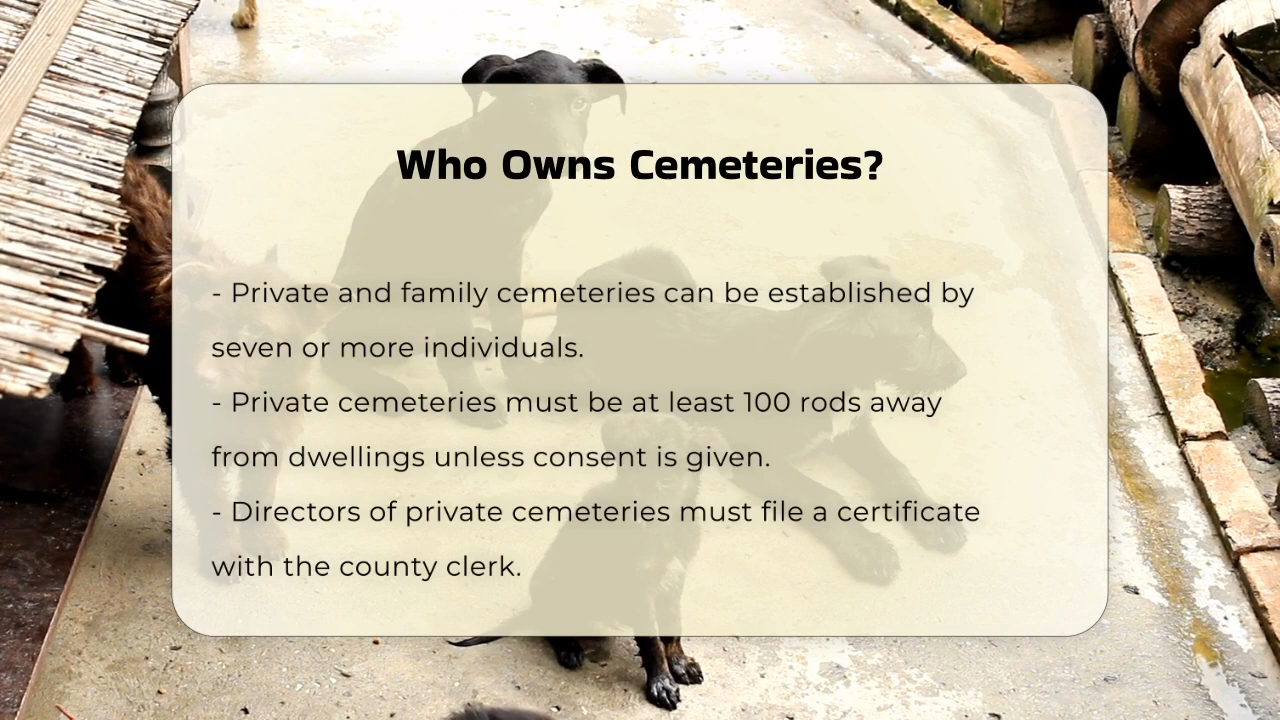 Who Owns Cemeteries?
- Private and family cemeteries can be established by
seven or more individuals.
- Private cemeteries must be at least 100 rods away
from dwellings unless consent is given.
- Directors of private cemeteries must file a certificate
with the county clerk.